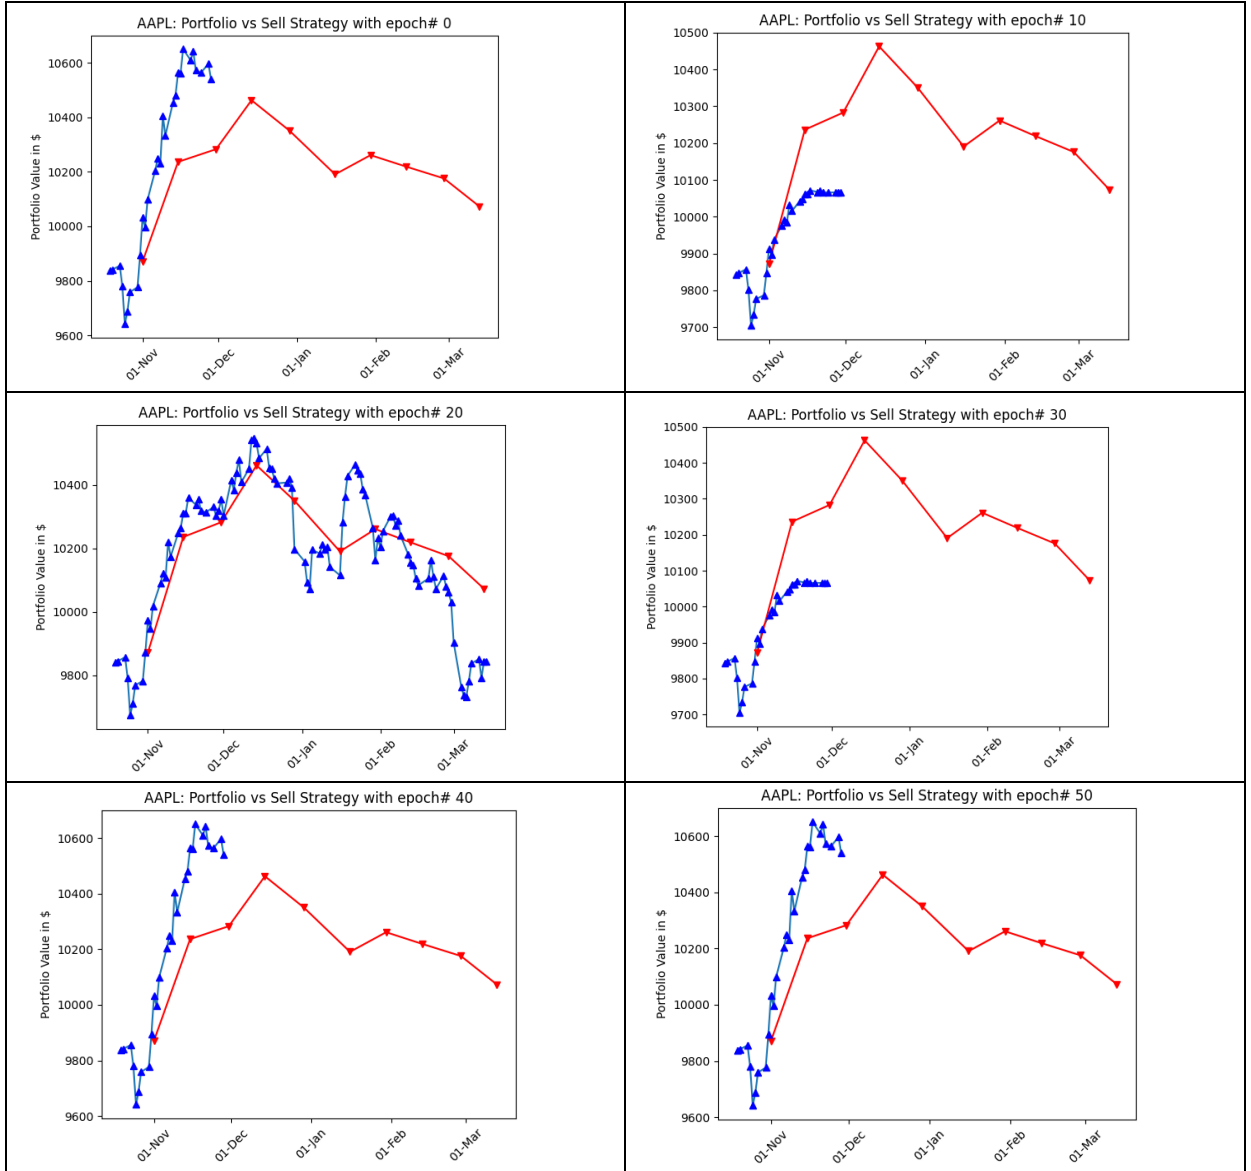 AAPL: Portfolio vs Sell Strategy with epoch# 0
Portfolio Value in $
10600
10400
10200
10000
9800
9600
01-Nov
01-Dec
01-Jan
01-Feb
01-Mar
AAPL: Portfolio vs Sell Strategy with epoch# 10
Portfolio Value in $
10500
10400
10300
10200
10100
10000
9900
9800
9700
01-Nov
01-Dec
01-Jan
01-Feb
01-Mar
AAPL: Portfolio vs Sell Strategy with epoch# 20
Portfolio Value in $
10400
10200
10000
9800
01-Nov
01-Dec
01-Jan
01-Feb
01-Mar
AAPL: Portfolio vs Sell Strategy with epoch# 30
Portfolio Value in $
10500
10400
10300
10200
10100
10000
9900
9800
9700
01-Nov
01-Dec
01-Jan
01-Feb
01-Mar
AAPL: Portfolio vs Sell Strategy with epoch# 40
Portfolio Value in $
10600
10400
10200
10000
9800
9600
01-Nov
01-Dec
01-Jan
01-Feb
01-Mar
AAPL: Portfolio vs Sell Strategy with epoch# 50
Portfolio Value in $
10600
10400
10200
10000
9800
9600
01-Nov
01-Dec
01-Jan
01-Feb
01-Mar